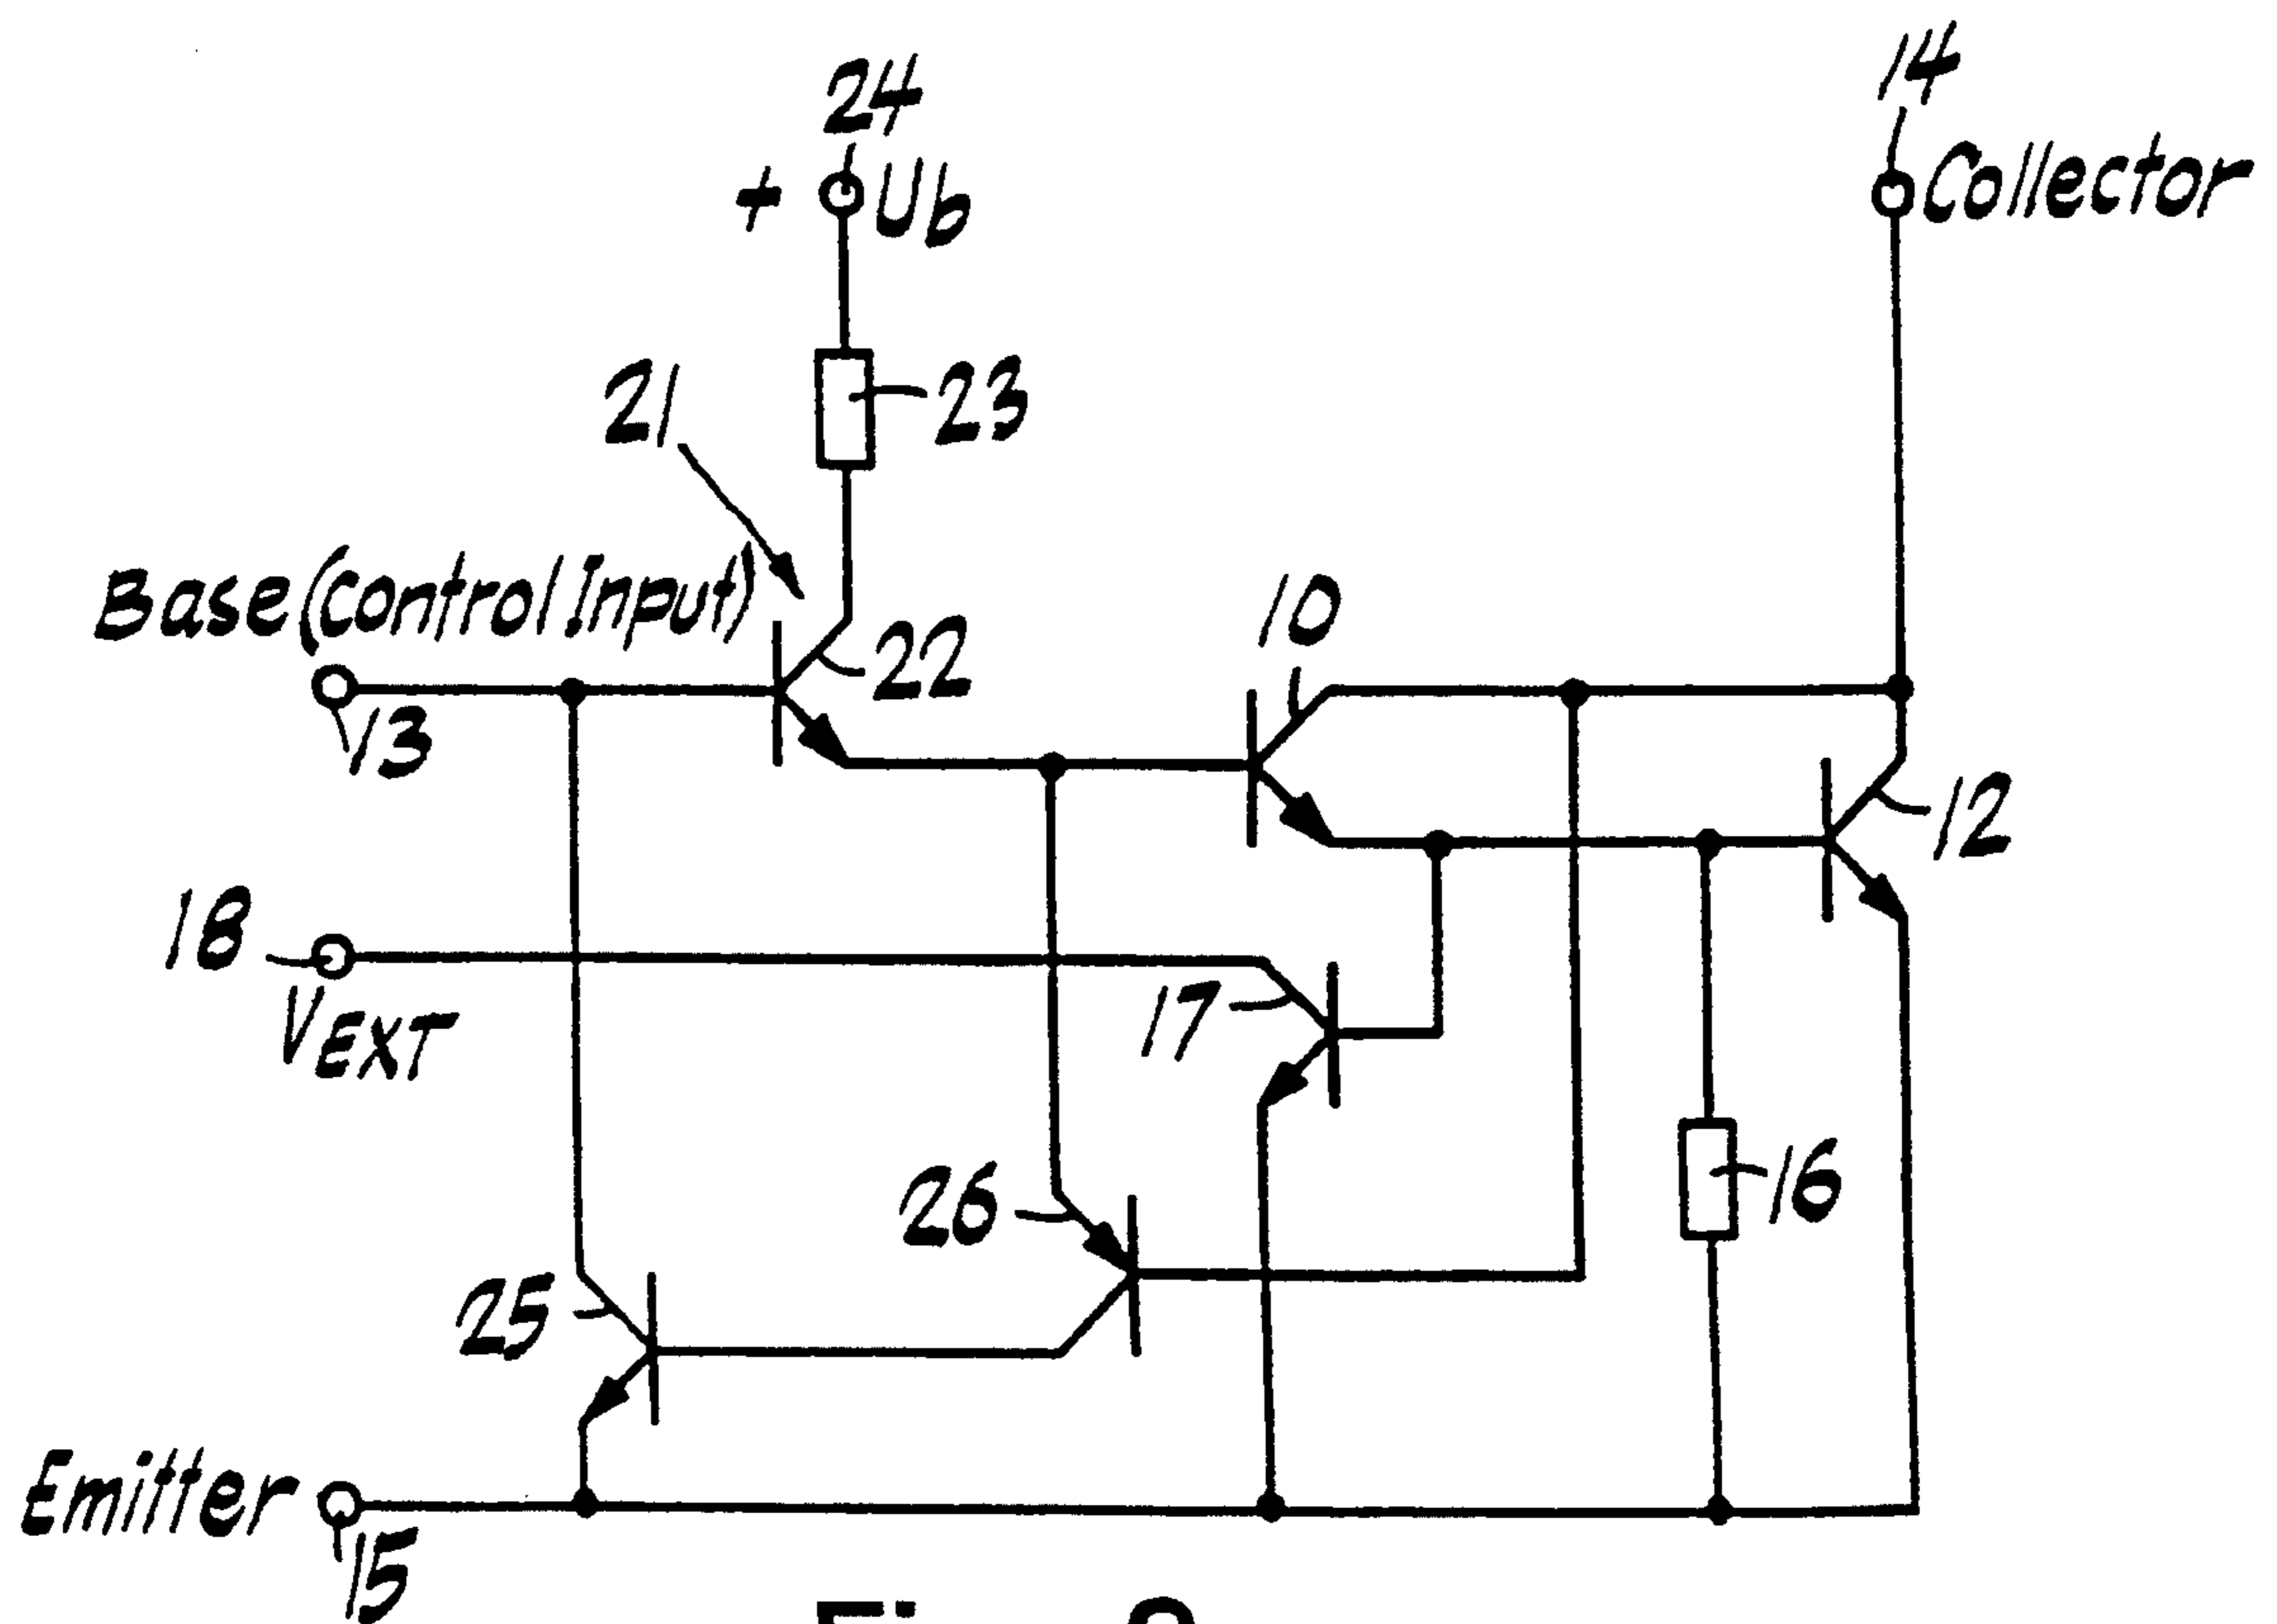 24
14
+ Ub
Collector
21
23
Base (Control Input)
22
10
13
12
18
VEXT
17
26
16
25
Emitter
15